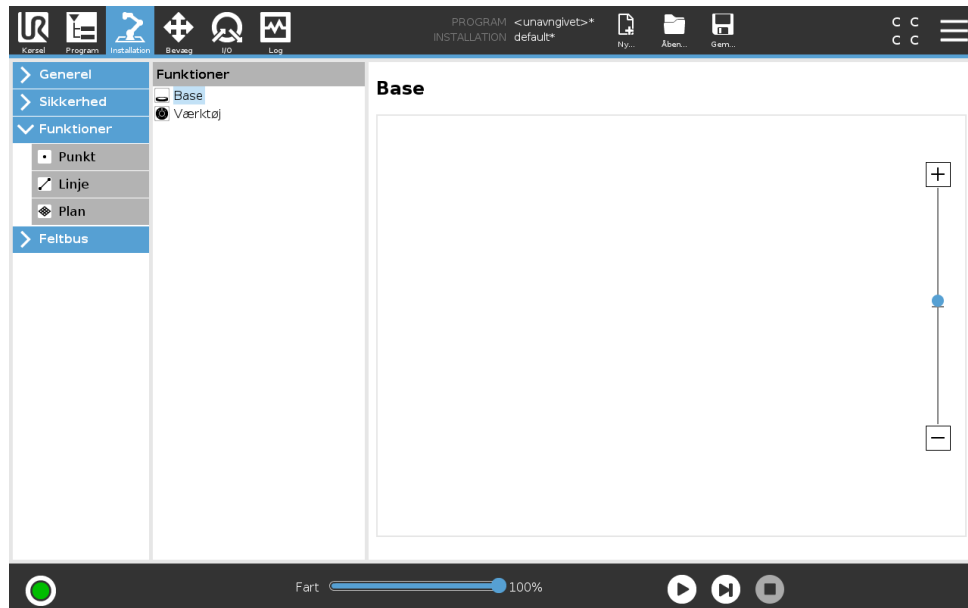 PROGRAM <unavngivet>*
INSTALLATION default*
Kørsel Program Installation Bevæg I/O Log Ny... Åben... Gem...
C C
C C
Generel
Sikkerhed
Funktioner
Punkt
Linje
Plan
Feltbus
Funktioner
Base
Værktøj
Base
Fart 100%